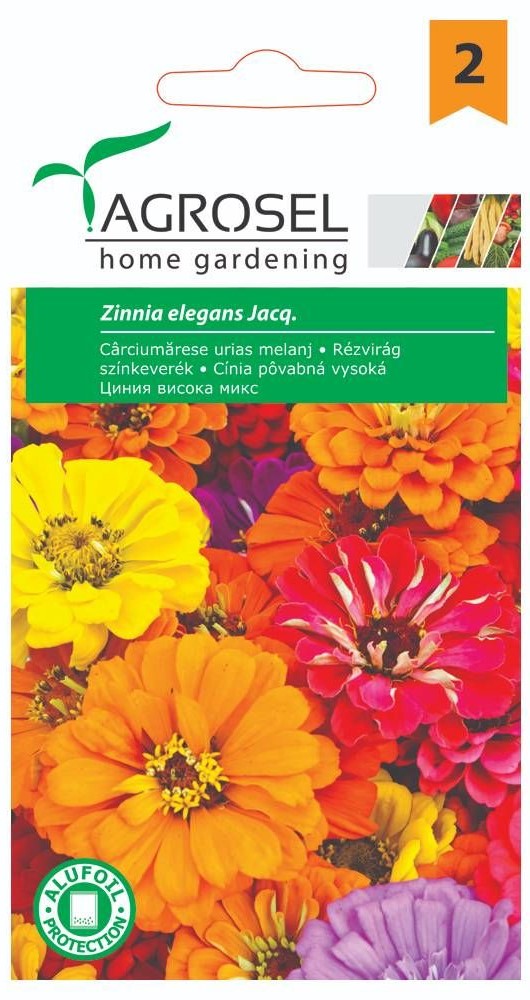 2
AGROSEL
home gardening
Zinnia elegans Jacq.
Cârciumărese urias melanj • Rézvirág
színkeverék • Cínia pôvabná vysoká
Циния висока микс
ALUFOIL
PROTECTION